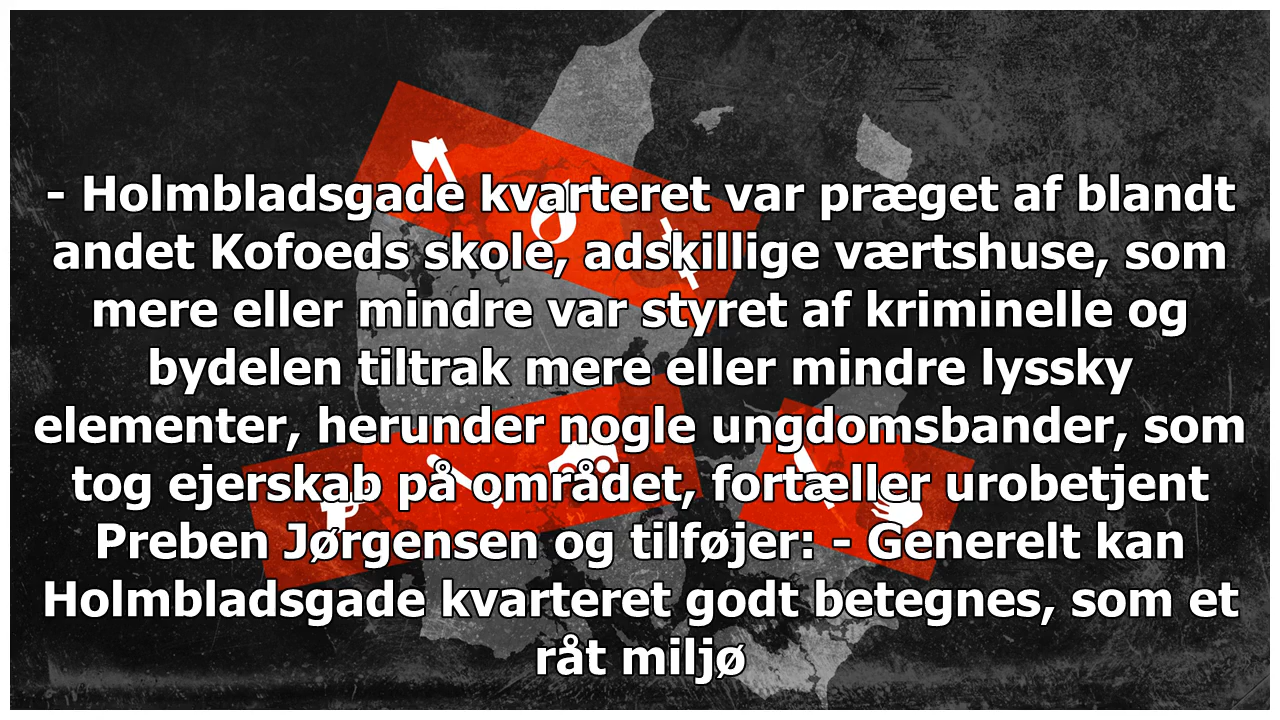 - Holmbladsgade kvarteret var præget af blandt
andet Kofoeds skole, adskillige værtshuse, som
mere eller mindre var styret af kriminelle og
bydelen tiltrak mere eller mindre lyssky
elementer, herunder nogle ungdomsbander, som
tog ejerskab på området, fortæller urobetjent
Preben Jørgensen og tilføjer: - Generelt kan
Holmbladsgade kvarteret godt betegnes, som et
råt miljø